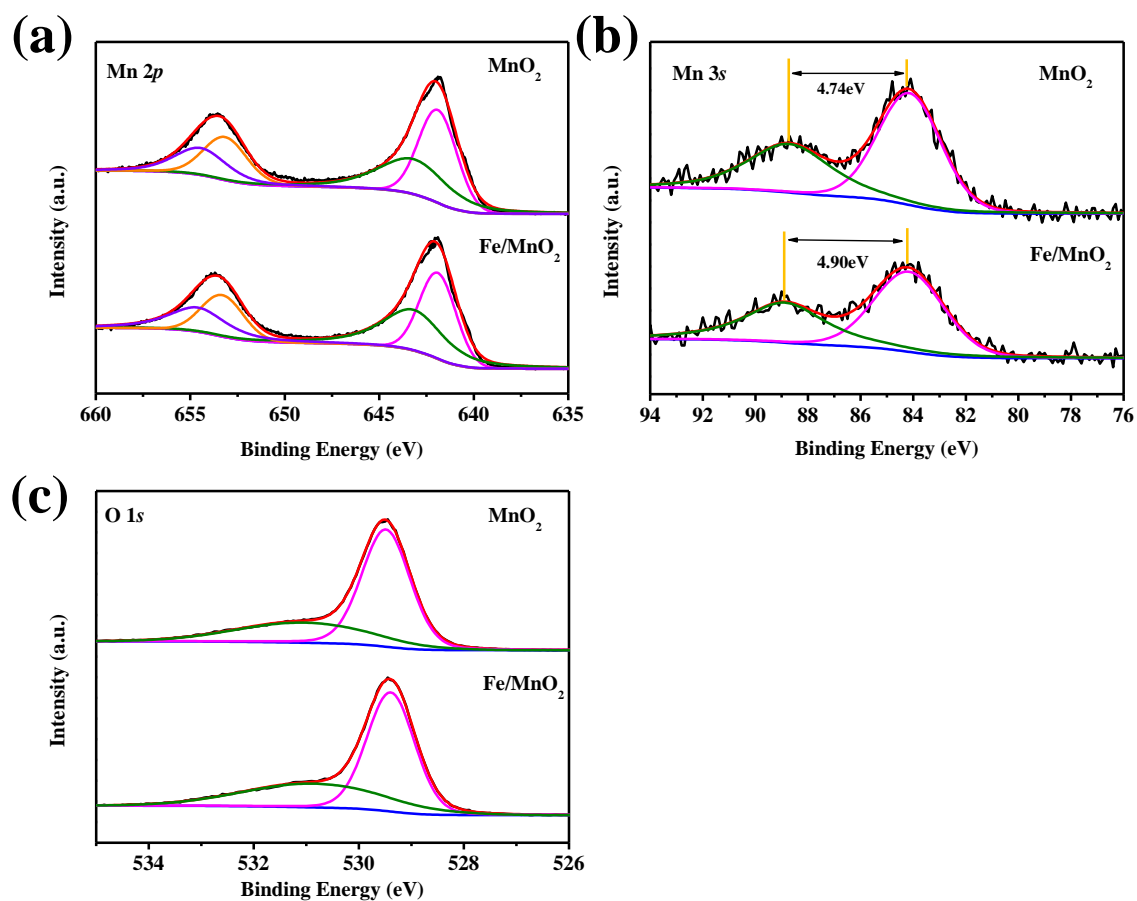 (a)
Mn 2p
MnO₂
Fe/MnO₂
Intensity (a.u.)
660 655 650 645 640 635
Binding Energy (eV)
(b)
Mn 3s
MnO₂
4.74eV
Fe/MnO₂
4.90eV
Intensity (a.u.)
94 92 90 88 86 84 82 80 78 76
Binding Energy (eV)
(c)
O 1s
MnO₂
Fe/MnO₂
Intensity (a.u.)
534 532 530 528 526
Binding Energy (eV)